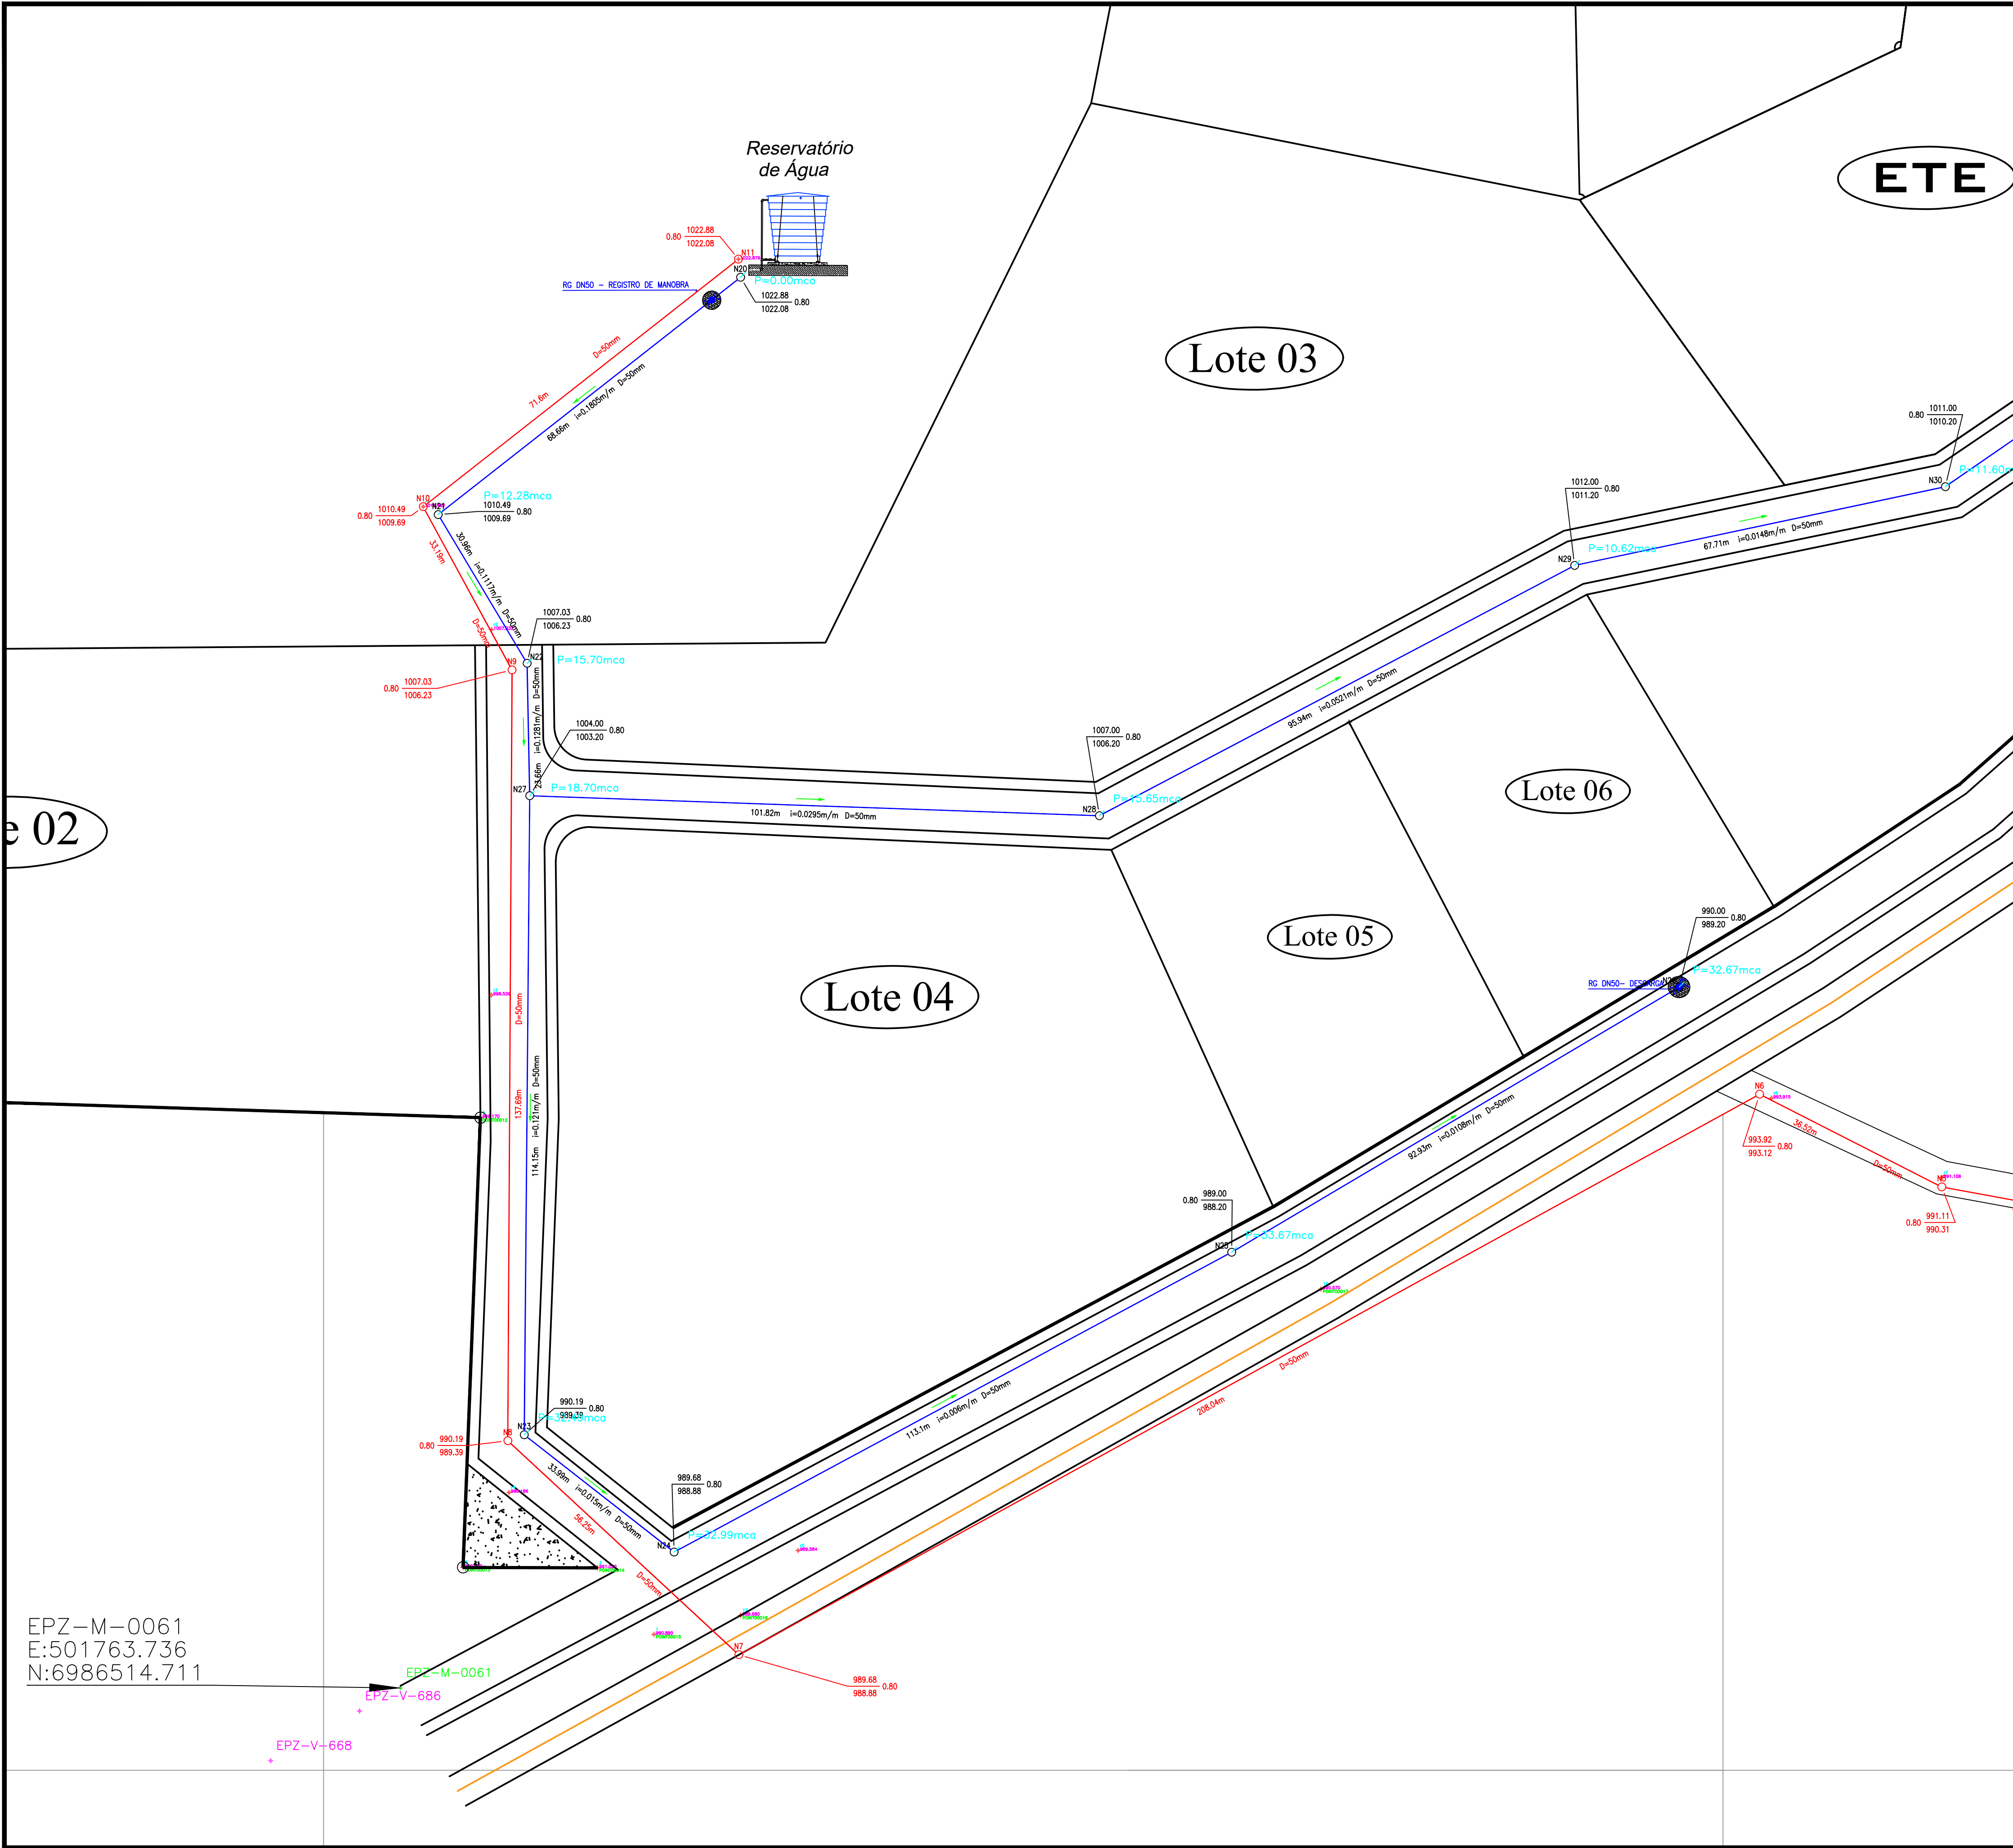 Reservatório
de Água
ETE
N11
1022.88
0.80
1022.08
N20
P=0.00mca
1022.88
0.80
1022.08
RG DN50 - REGISTRO DE MANOBRA
D=50mm
71.6m
68.66m i=0.1805m/m D=50mm
Lote 03
1011.00
0.80
1010.20
N30
P=11.60m
1012.00
0.80
1011.20
N29
P=10.62mca
67.71m i=0.0148m/m D=50mm
N10
1010.49
0.80
1009.69
N21
P=12.28mca
1010.49
0.80
1009.69
33.19m
D=50mm
30.96m i=0.1117m/m D=50mm
1007.03
0.80
1006.23
N22
P=15.70mca
N9
1007.03
0.80
1006.23
23.66m i=0.1281m/m D=50mm
1004.00
0.80
1003.20
N27
P=18.70mca
101.82m i=0.0295m/m D=50mm
1007.00
0.80
1006.20
N28
P=15.65mca
95.94m i=0.0521m/m D=50mm
e 02
Lote 06
Lote 05
Lote 04
990.00
0.80
989.20
P=32.67mca
RG DN50- DESCARGA
D=50mm
137.69m
114.15m i=0.121m/m D=50mm
N6
993.92
0.80
993.12
36.52m
D=50mm
N5
991.11
0.80
990.31
92.93m i=0.0108m/m D=50mm
989.00
0.80
988.20
N25
P=33.67mca
D=50mm
208.04m
113.1m i=0.006m/m D=50mm
990.19
0.80
989.39
N23
P=32.49mca
N8
990.19
0.80
989.39
33.99m i=0.015m/m D=50mm
989.68
0.80
988.88
N24
P=32.99mca
56.25m
D=50mm
N7
989.68
0.80
988.88
EPZ-M-0061
E:501763.736
N:6986514.711
EPZ-M-0061
EPZ-V-686
EPZ-V-668